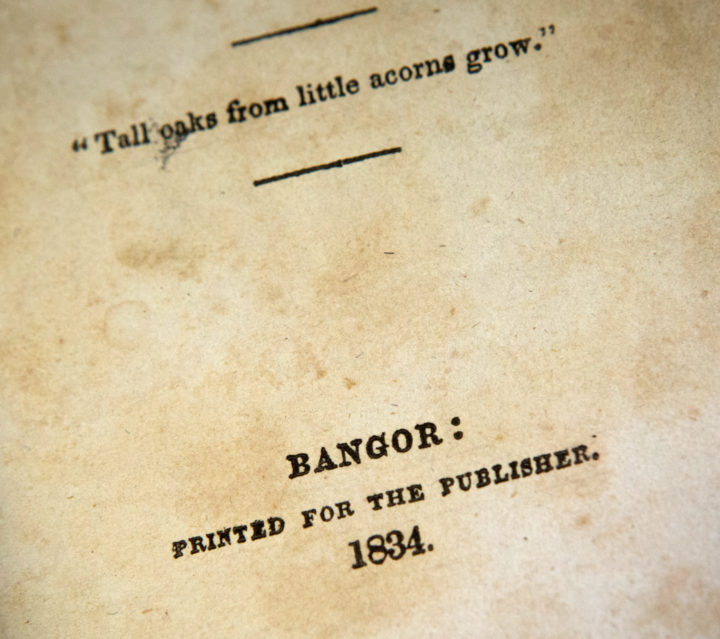 “Tall oaks from little acorns grow.”
BANGOR:
PRINTED FOR THE PUBLISHER.
1834.